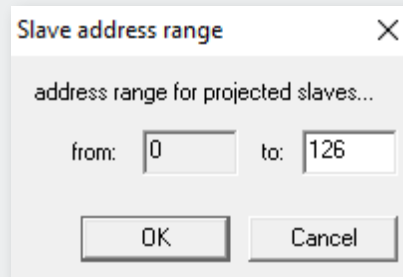 Slave address range
address range for projected slaves...
from: 0 to: 126
OK Cancel